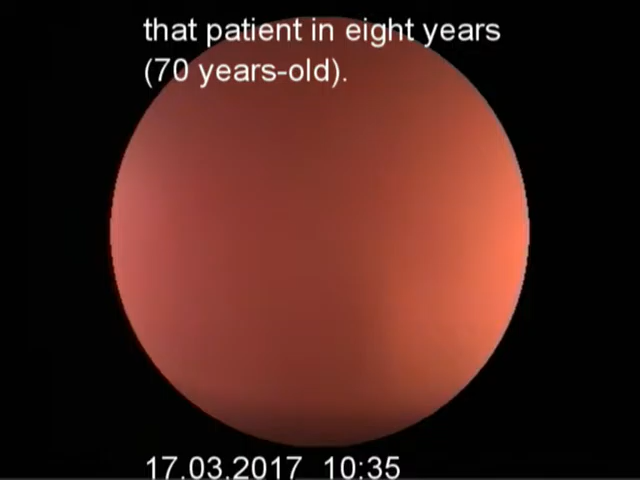 that patient in eight years
(70 years-old).
17.03.2017 10:35